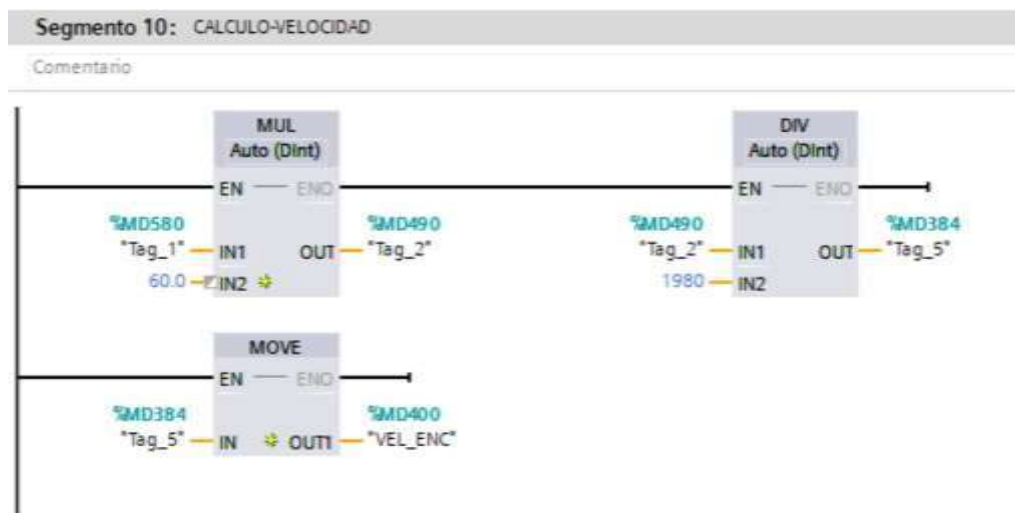 Segmento 10: CALCULO-VELOCIDAD
Comentario
MUL
Auto (DInt)
EN ENO
%MD580
"Tag_1"
IN1
60.0
IN2
OUT
%MD490
"Tag_2"
DIV
Auto (DInt)
EN ENO
%MD490
"Tag_2"
IN1
1980
IN2
OUT
%MD384
"Tag_5"
MOVE
EN ENO
%MD384
"Tag_5"
IN
OUT1
%MD400
"VEL_ENC"